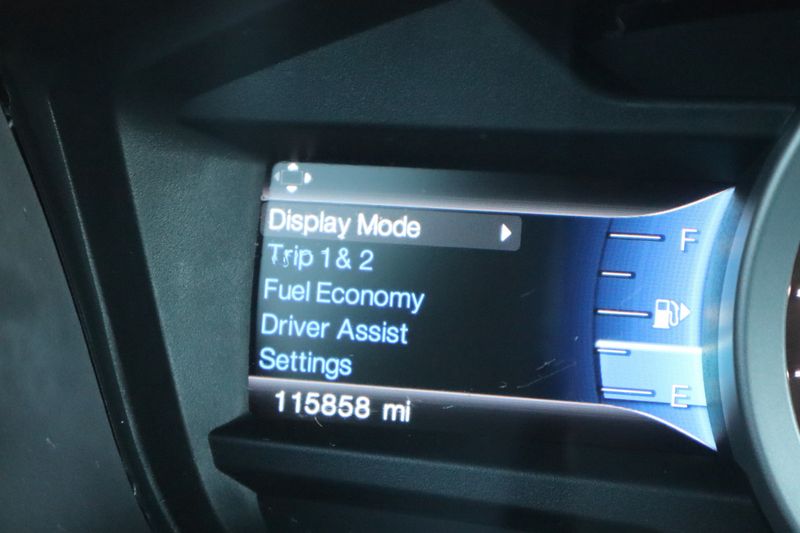 Display Mode
Trip 1 & 2
Fuel Economy
Driver Assist
Settings
115858 mi
F
E